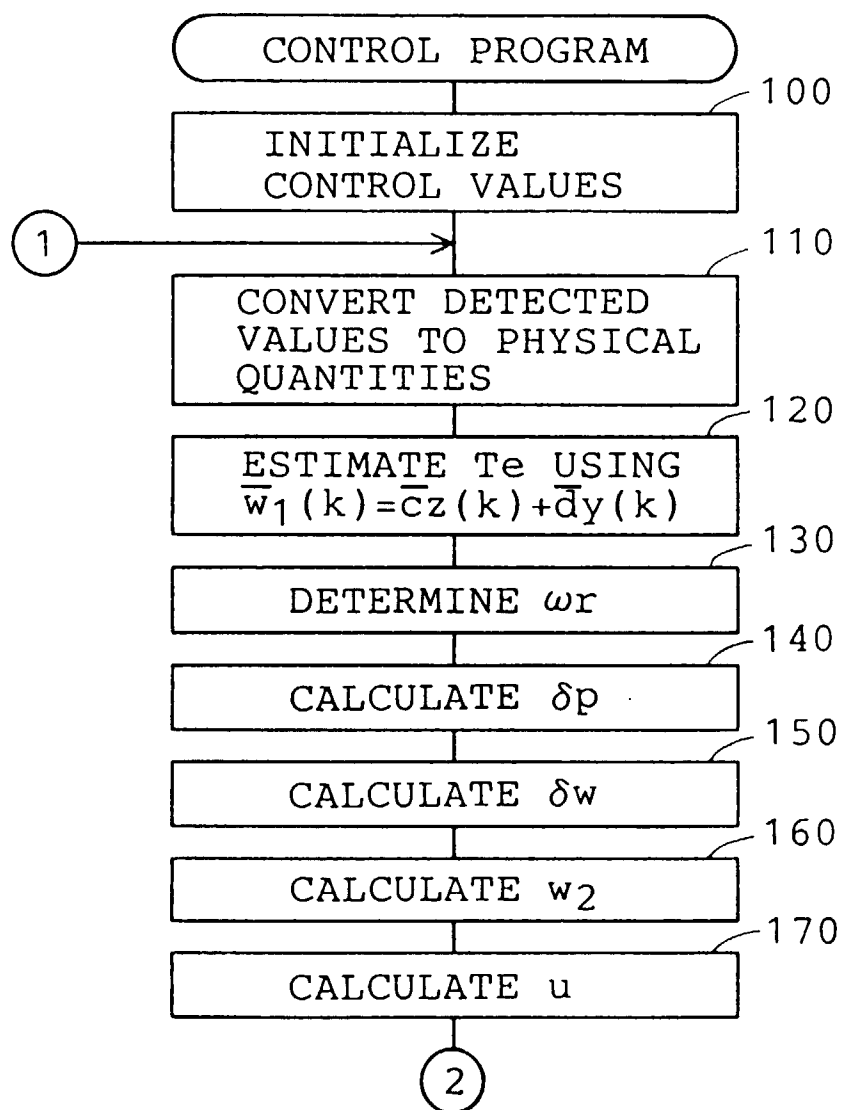 CONTROL PROGRAM
100
INITIALIZE
CONTROL VALUES
1
110
CONVERT DETECTED
VALUES TO PHYSICAL
QUANTITIES
120
ESTIMATE Te USING
w̅₁(k)=c̅z(k)+d̅y(k)
130
DETERMINE ωr
140
CALCULATE δp
150
CALCULATE δw
160
CALCULATE w₂
170
CALCULATE u
2